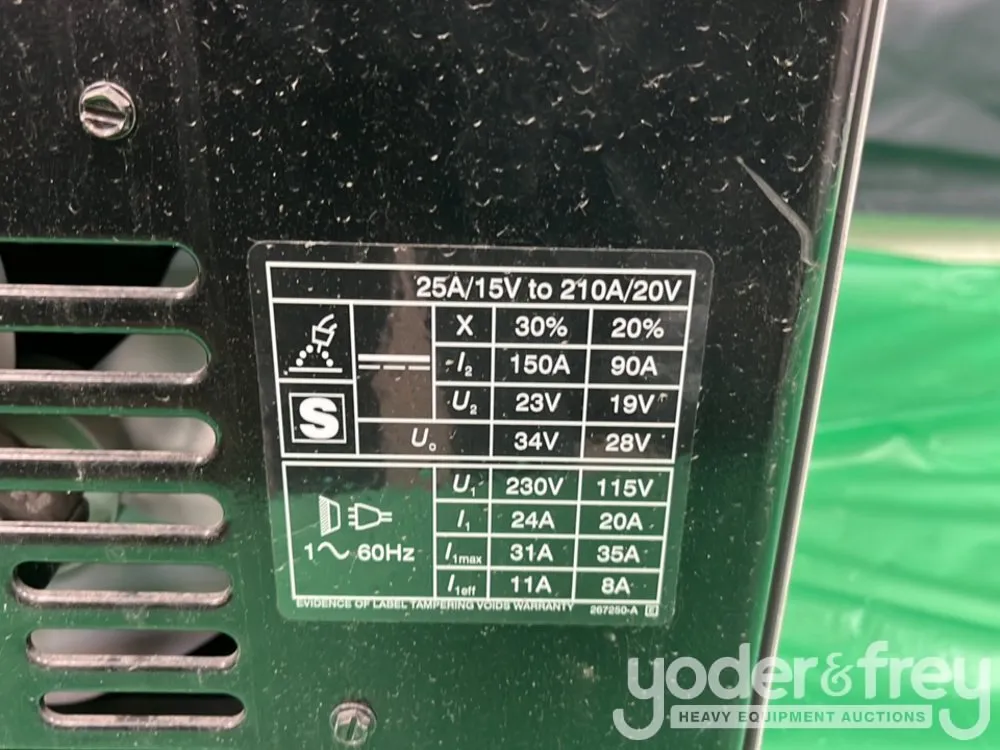 25A/15V to 210A/20V
X 30% 20%
I₂ 150A 90A
S U₂ 23V 19V
U₀ 34V 28V
U₁ 230V 115V
I₁ 24A 20A
1~ 60Hz I₁max 31A 35A
I₁eff 11A 8A
EVIDENCE OF LABEL TAMPERING VOIDS WARRANTY 267250-A E
yoder&frey
HEAVY EQUIPMENT AUCTIONS